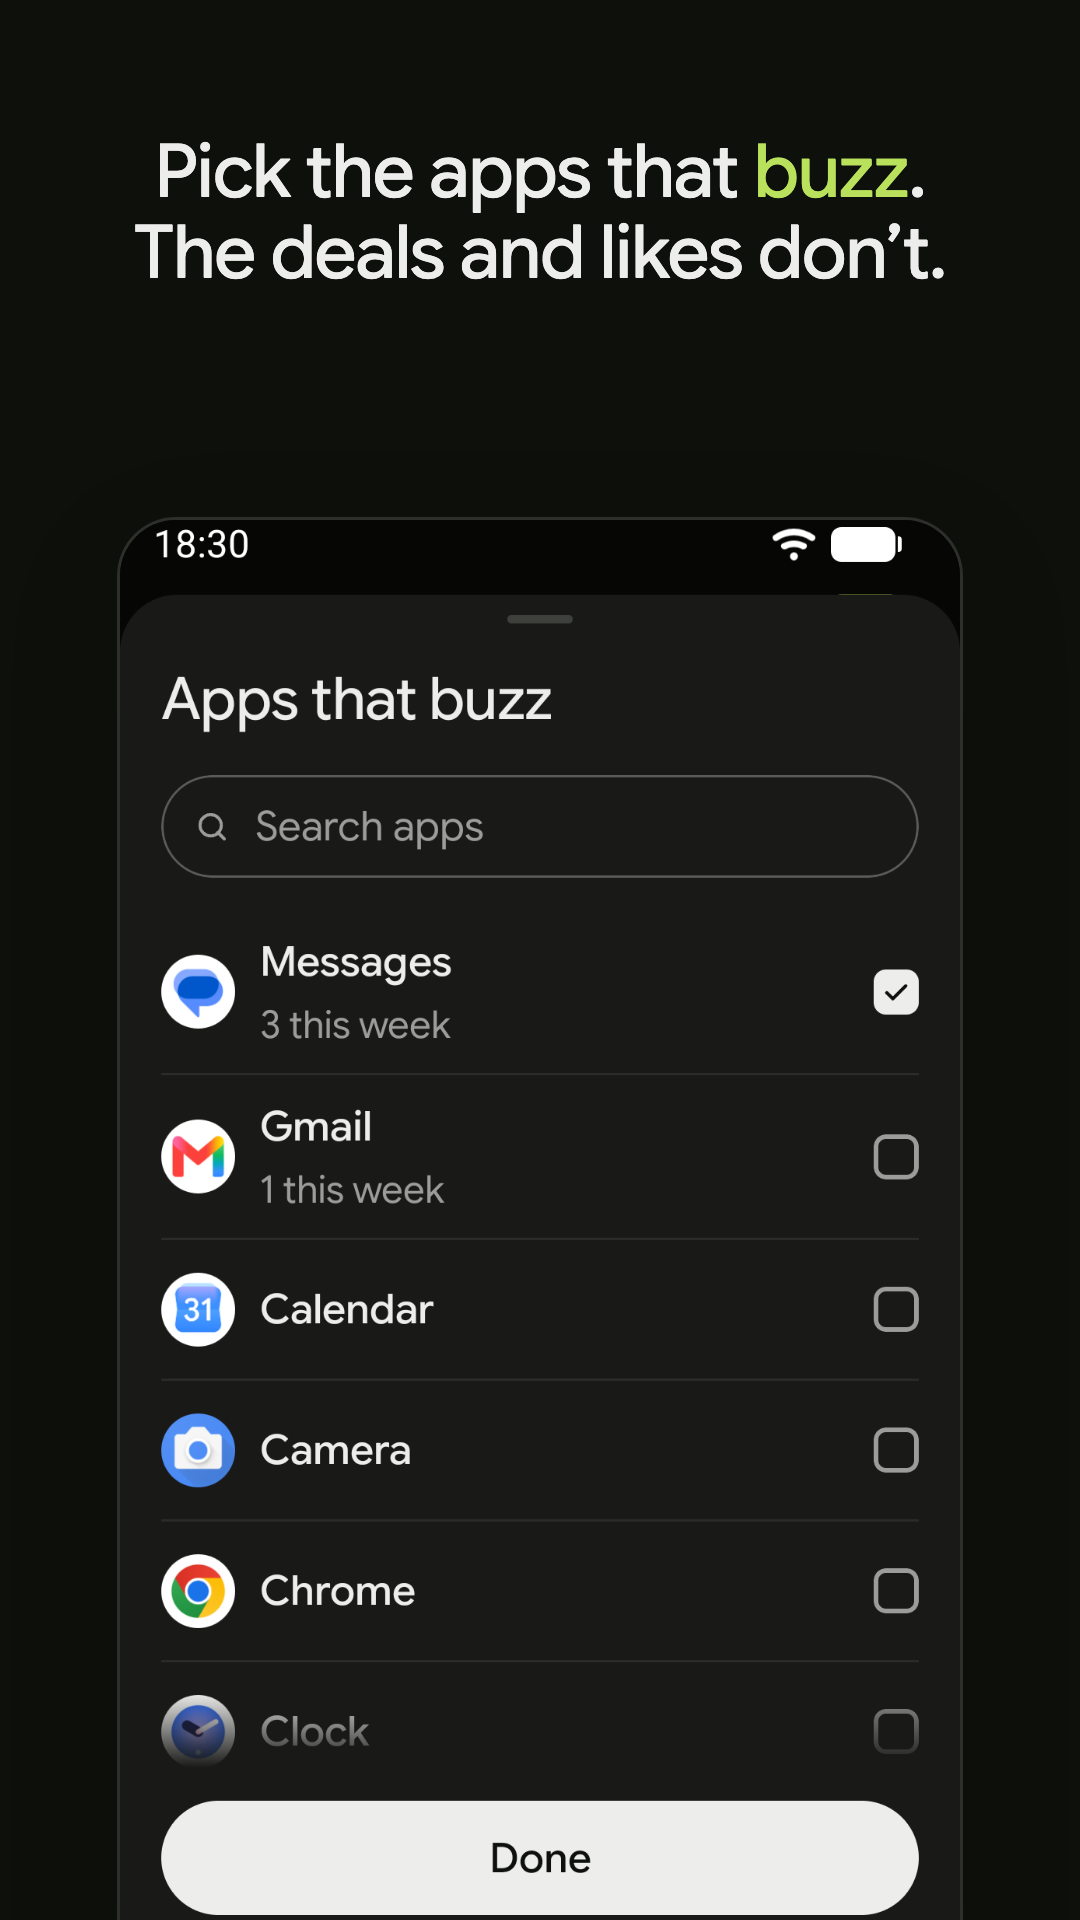 Pick the apps that buzz.
The deals and likes don’t.
18:30
Apps that buzz
Search apps
Messages
3 this week
Gmail
1 this week
31
Calendar
Camera
Chrome
Clock
Done